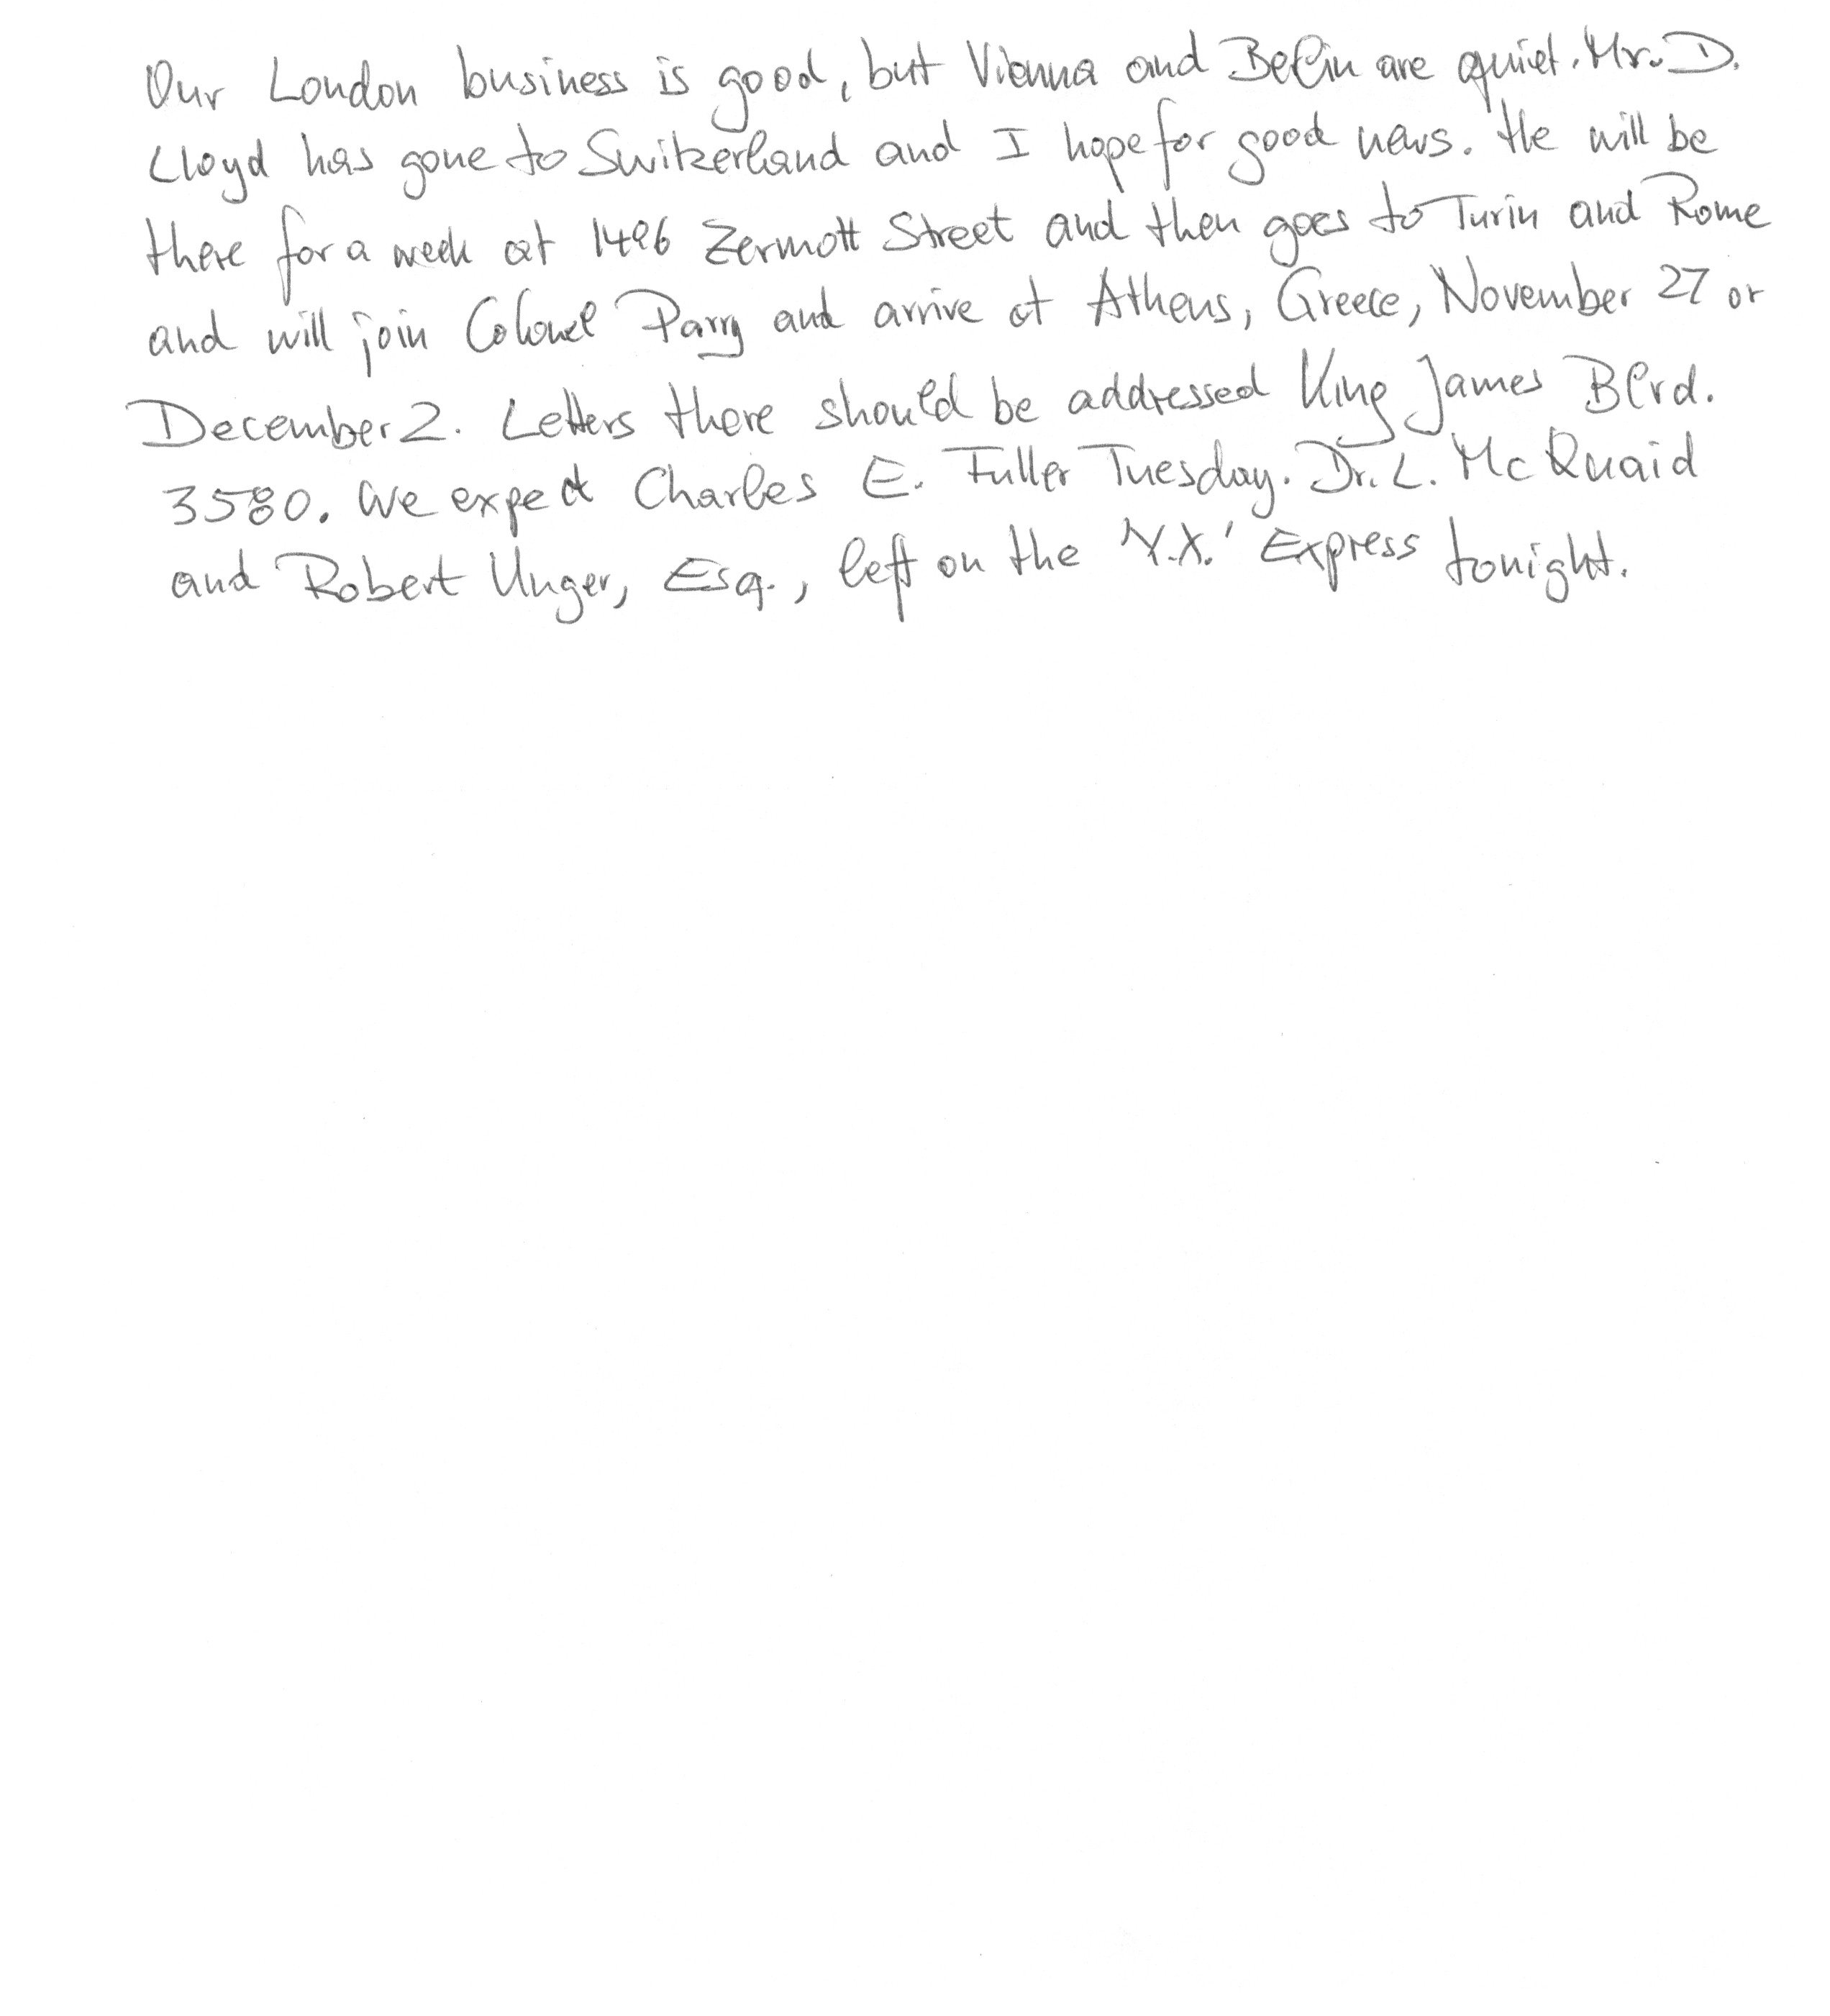 Our London business is good, but Vienna and Berlin are quiet. Mr. D.
Lloyd has gone to Switzerland and I hope for good news. He will be
there for a week at 1496 Zermott Street and then goes to Turin and Rome
and will join Colonel Parry and arrive at Athens, Greece, November 27 or
December 2. Letters there should be addressed King James Blvd.
3580. We expect Charles E. Fuller Tuesday. Dr. L. McQuaid
and Robert Unger, Esq., left on the 'Y.X.' Express tonight.